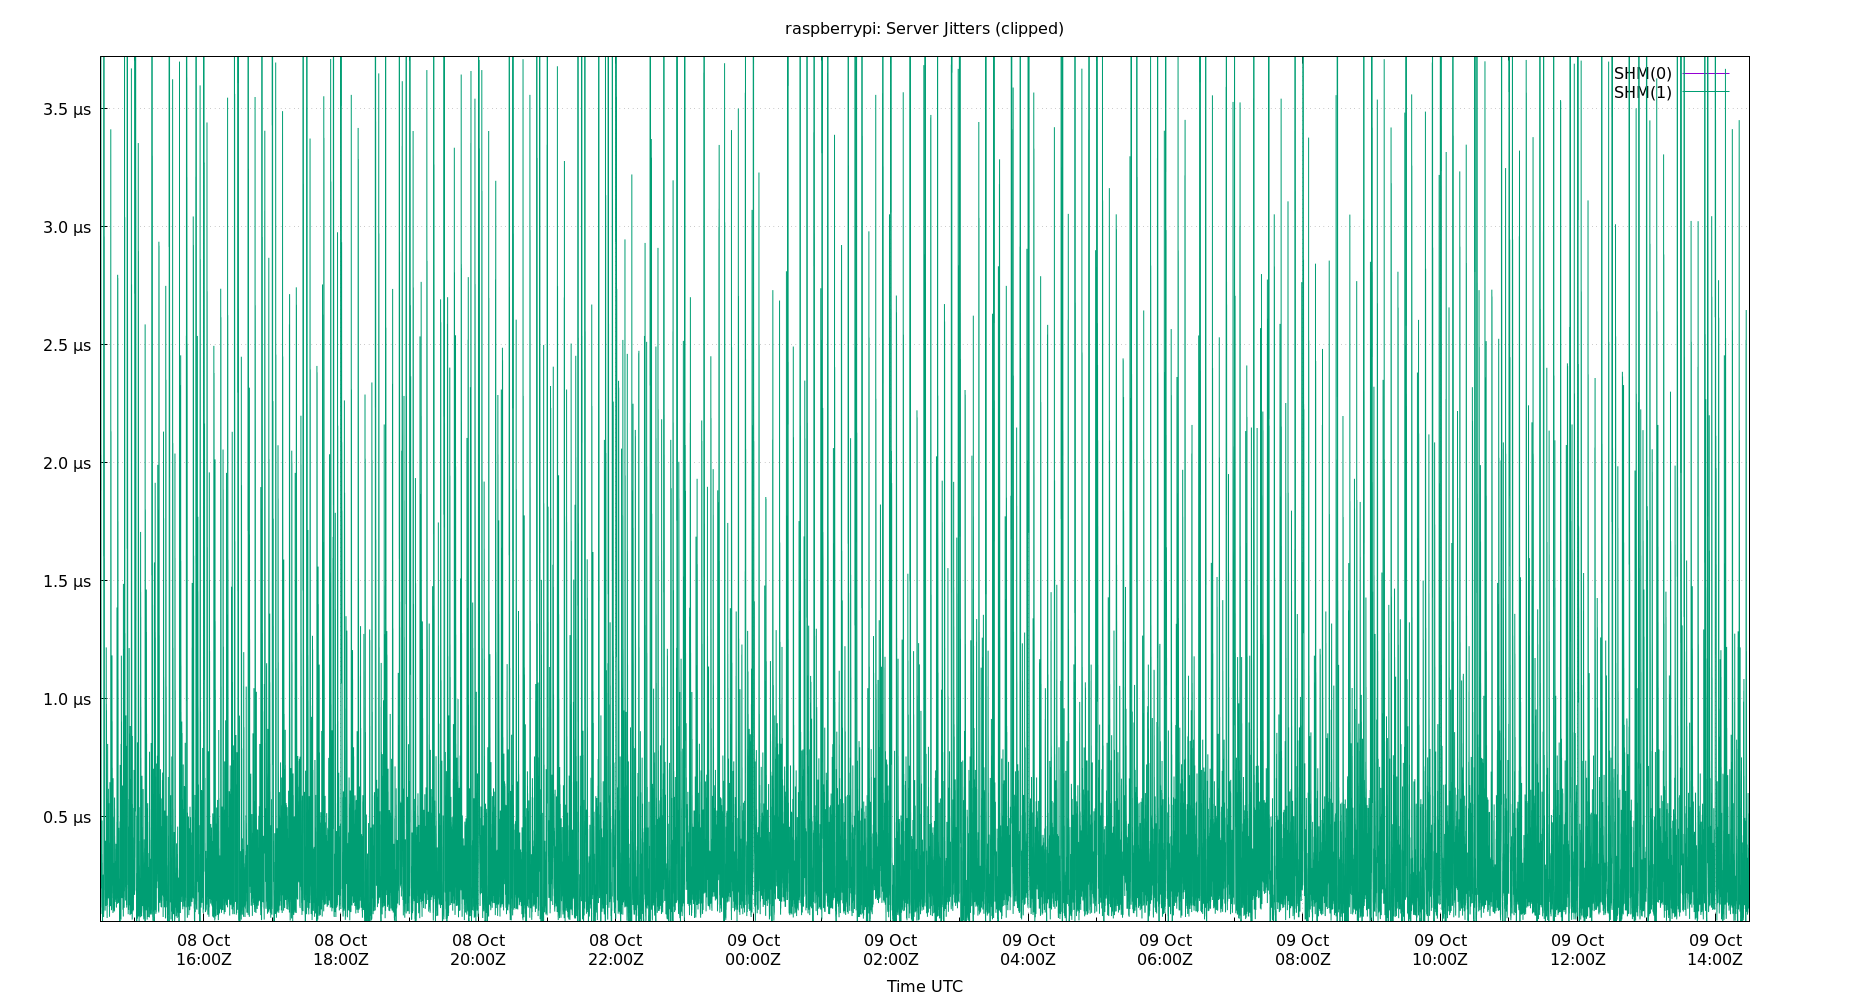 raspberrypi: Server Jitters (clipped)
SHM(0)
SHM(1)
3.5 µs
3.0 µs
2.5 µs
2.0 µs
1.5 µs
1.0 µs
0.5 µs
08 Oct 08 Oct 08 Oct 08 Oct 09 Oct 09 Oct 09 Oct 09 Oct 09 Oct 09 Oct 09 Oct 09 Oct
16:00Z 18:00Z 20:00Z 22:00Z 00:00Z 02:00Z 04:00Z 06:00Z 08:00Z 10:00Z 12:00Z 14:00Z
Time UTC